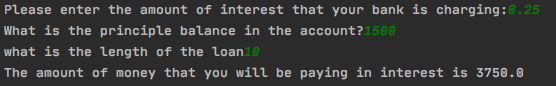 Please enter the amount of interest that your bank is charging:0.25
What is the principle balance in the account?1500
what is the length of the loan10
The amount of money that you will be paying in interest is 3750.0